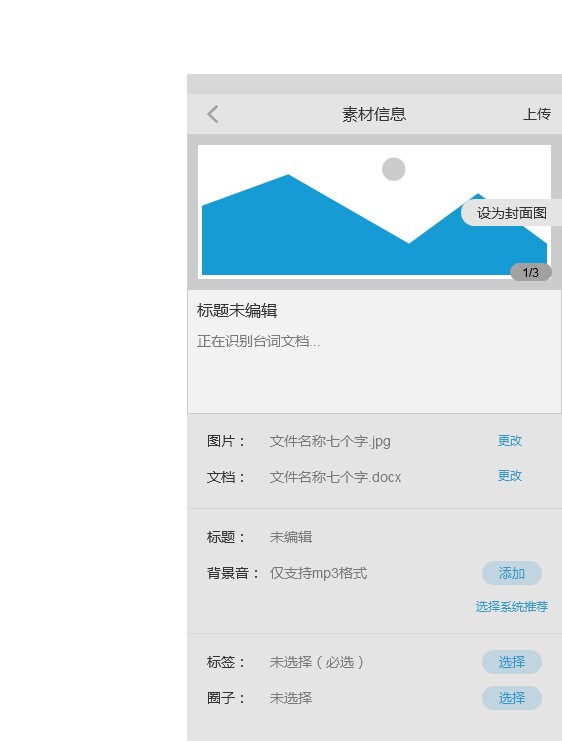 素材信息 上传
设为封面图
1/3
标题未编辑
正在识别台词文档...
图片： 文件名称七个字.jpg 更改
文档： 文件名称七个字.docx 更改
标题： 未编辑
背景音： 仅支持mp3格式 添加
选择系统推荐
标签： 未选择（必选） 选择
圈子： 未选择 选择